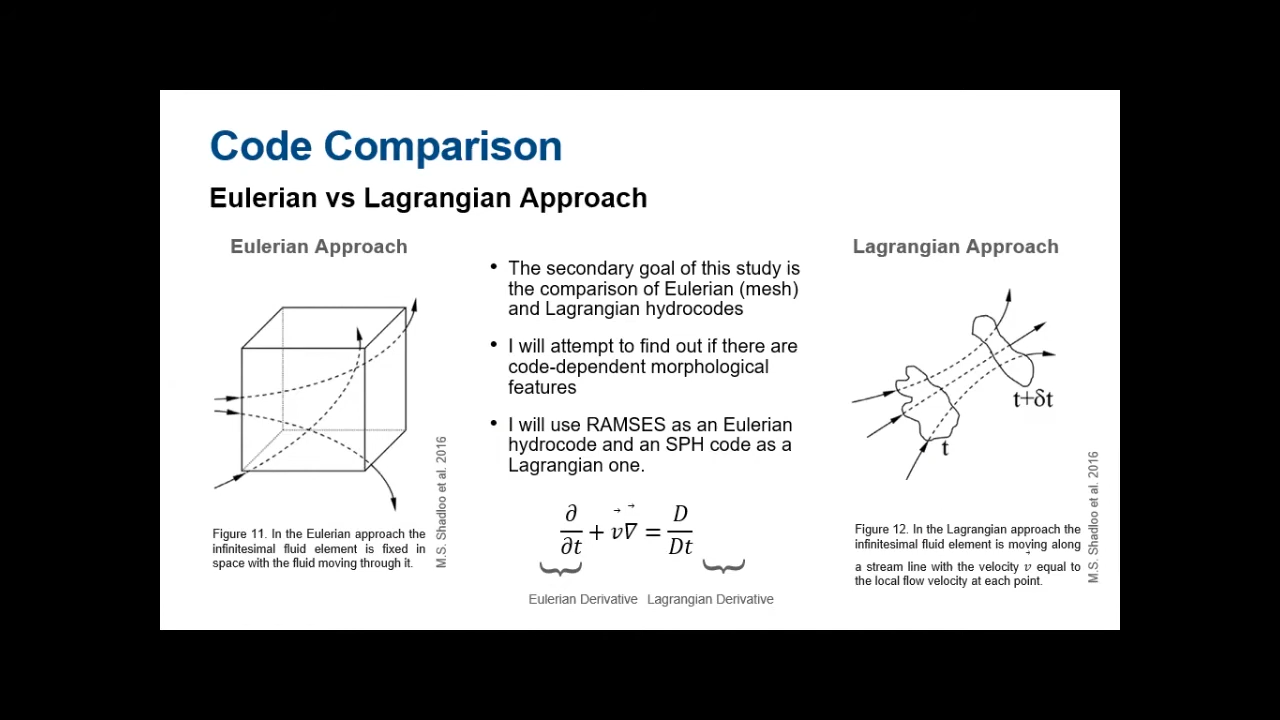 Code Comparison
Eulerian vs Lagrangian Approach
Eulerian Approach
M.S. Shadloo et al. 2016
Figure 11. In the Eulerian approach the
infinitesimal fluid element is fixed in
space with the fluid moving through it.
• The secondary goal of this study is
the comparison of Eulerian (mesh)
and Lagrangian hydrocodes
• I will attempt to find out if there are
code-dependent morphological
features
• I will use RAMSES as an Eulerian
hydrocode and an SPH code as a
Lagrangian one.
∂/∂t + v⃗∇⃗ = D/Dt
Eulerian Derivative Lagrangian Derivative
Lagrangian Approach
t+δt
t
M.S. Shadloo et al. 2016
Figure 12. In the Lagrangian approach the
infinitesimal fluid element is moving along
a stream line with the velocity v⃗ equal to
the local flow velocity at each point.